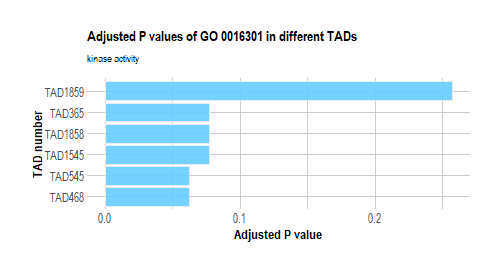 Adjusted P values of GO 0016301 in different TADs
kinase activity
TAD1859
TAD365
TAD1858
TAD1545
TAD545
TAD468
TAD number
0.0 0.1 0.2
Adjusted P value